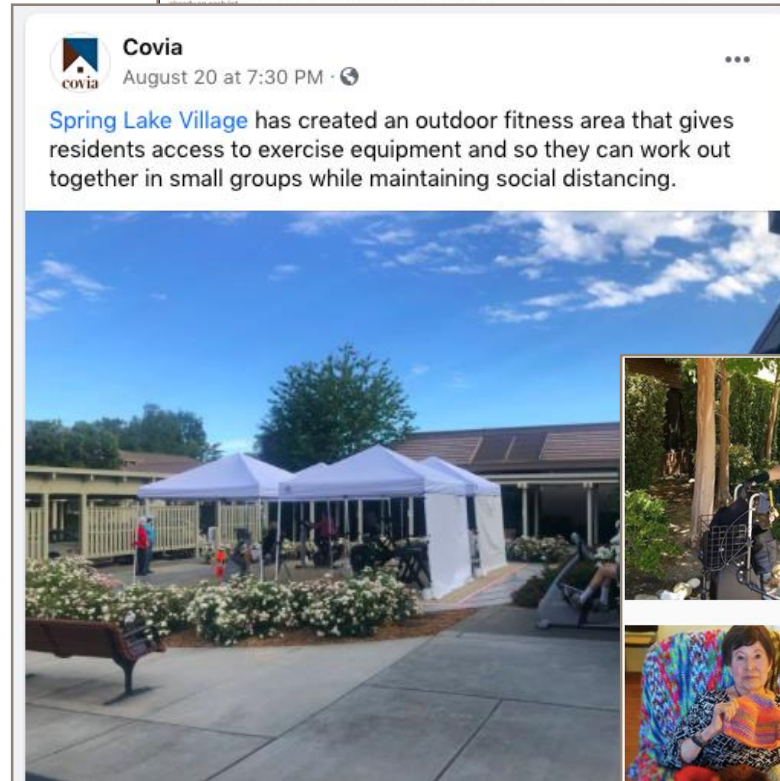 Covia
August 20 at 7:30 PM ·
covia
Spring Lake Village has created an outdoor fitness area that gives
residents access to exercise equipment and so they can work out
together in small groups while maintaining social distancing.